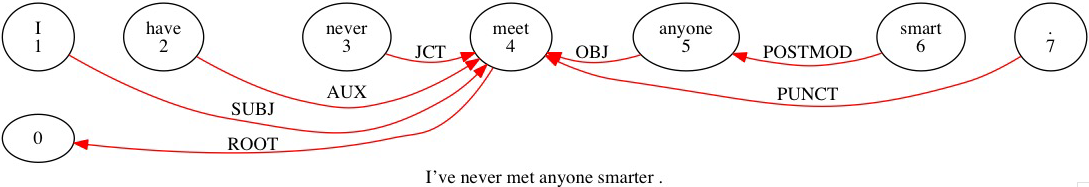 I have never meet anyone smart .
1 2 3 4 5 6 7
JCT OBJ POSTMOD
AUX PUNCT
SUBJ
0 ROOT
I've never met anyone smarter .